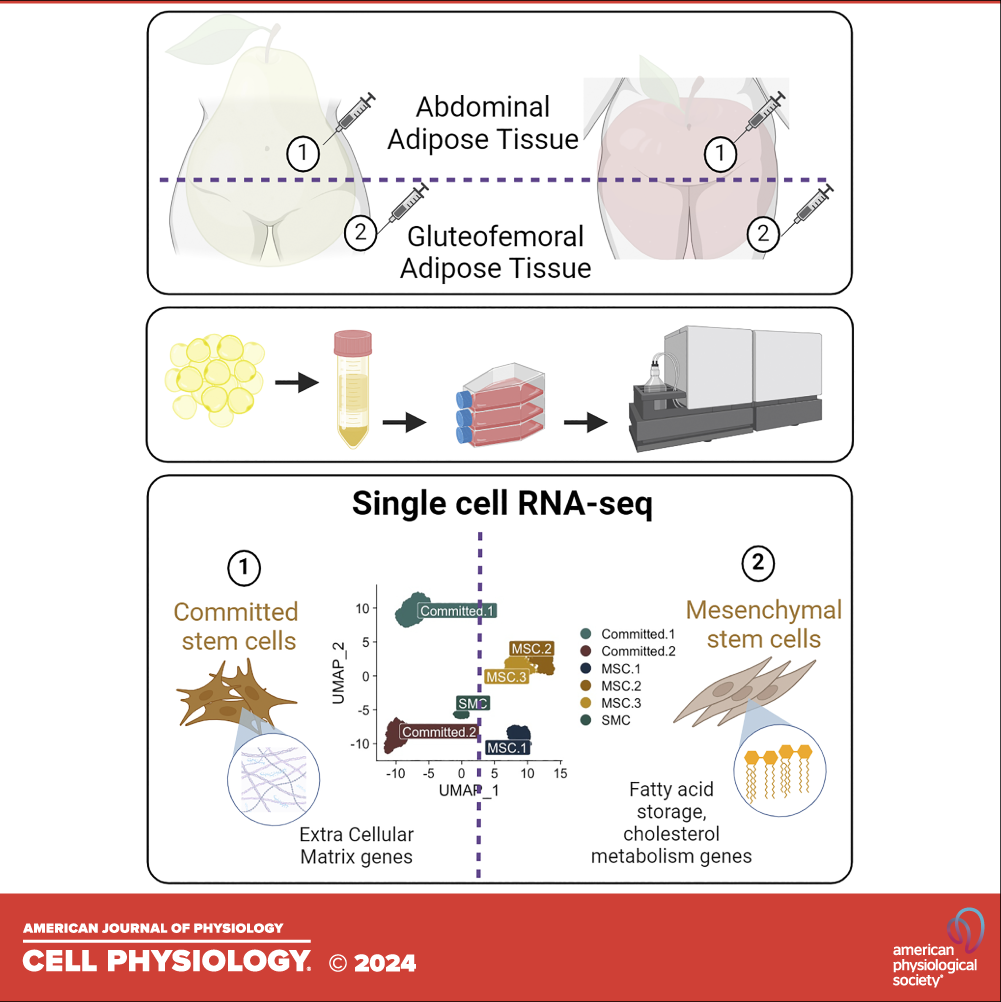 Abdominal
Adipose Tissue
1
1
2
Gluteofemoral
Adipose Tissue
2
Single cell RNA-seq
1
Committed
stem cells
2
Mesenchymal
stem cells
UMAP_2
10
5
0
-5
-10
Committed.1
MSC.2
MSC.3
SMC
Committed.2
MSC.1
-10
-5
0
5
10
15
UMAP_1
Committed.1
Committed.2
MSC.1
MSC.2
MSC.3
SMC
Extra Cellular
Matrix genes
Fatty acid
storage,
cholesterol
metabolism genes
AMERICAN JOURNAL OF PHYSIOLOGY
CELL PHYSIOLOGY. © 2024
american
physiological
society®